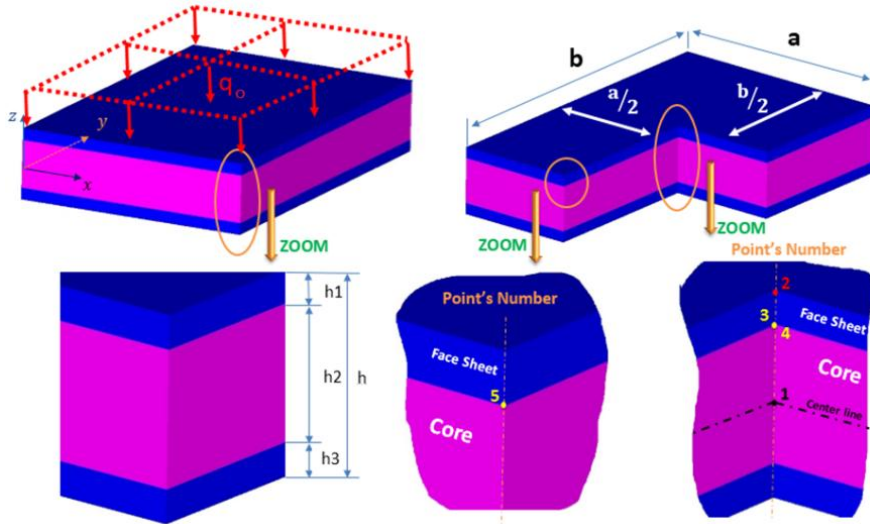 q₀
z
y
x
ZOOM
b
a
a/2
b/2
ZOOM
ZOOM
Point's Number
h1
h2
h
h3
Point's Number
Face Sheet
5
Core
2
3
4
Face Sheet
Core
1
Center line